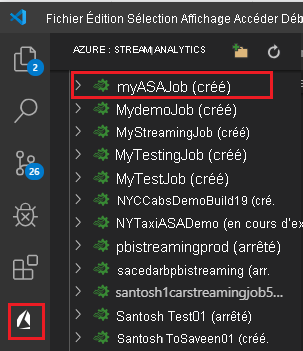 Fichier Édition Sélection Affichage Accéder Déb
AZURE : STREAM ANALYTICS
2
myASAJob (créé)
MydemoJob (créé)
MyStreamingJob (créé)
26
MyTestingJob (créé)
MyTestJob (créé)
NYCCabsDemoBuild19 (cré.
NYTaxiASADemo (en cours d'ex
pbistreamingprod (arrêté)
sacedarbpbistreaming (arr.
santosh1carstreamingjob5...
Santosh Test01 (arrêté)
Santosh ToSaveen01 (créé.